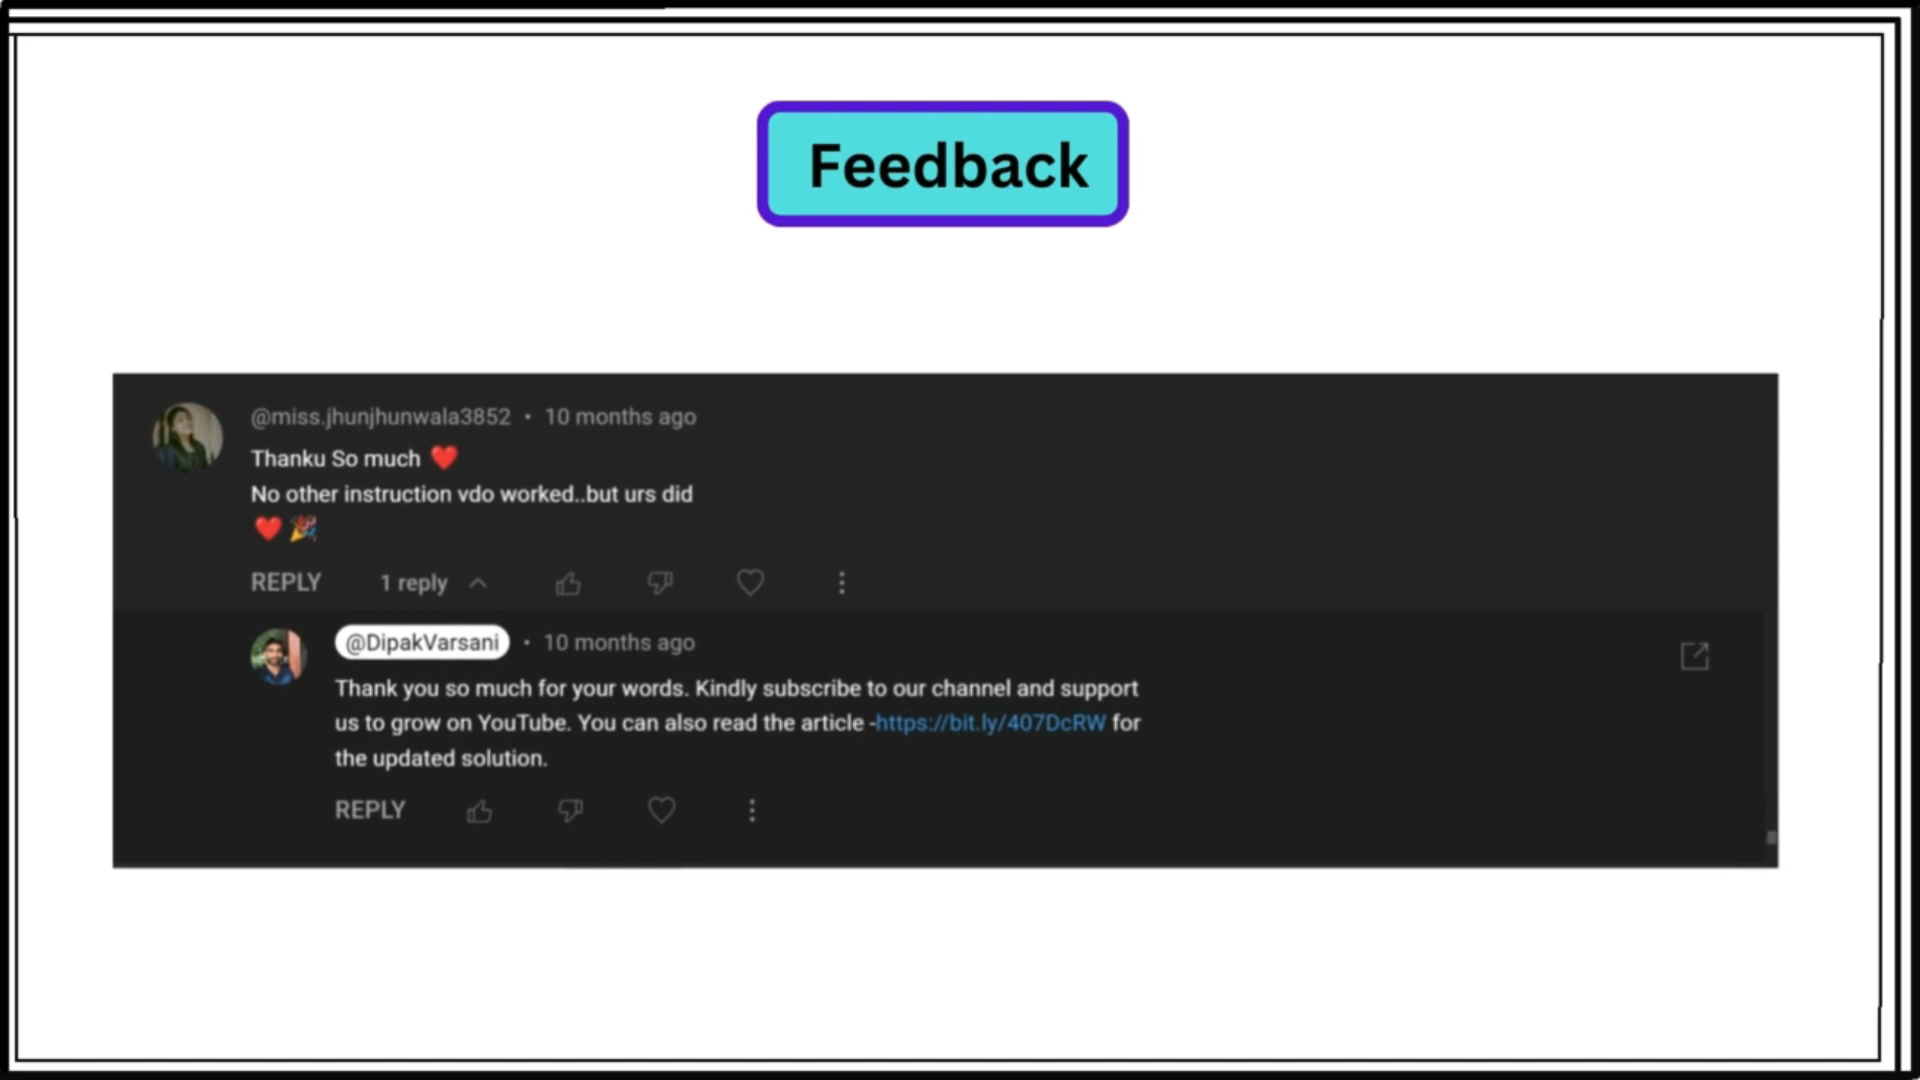 Feedback
@miss.jhunjhunwala3852 • 10 months ago
Thanku So much ❤️
No other instruction vdo worked..but urs did
❤️ 🎉
REPLY 1 reply
@DipakVarsani • 10 months ago
Thank you so much for your words. Kindly subscribe to our channel and support
us to grow on YouTube. You can also read the article -https://bit.ly/407DcRW for
the updated solution.
REPLY